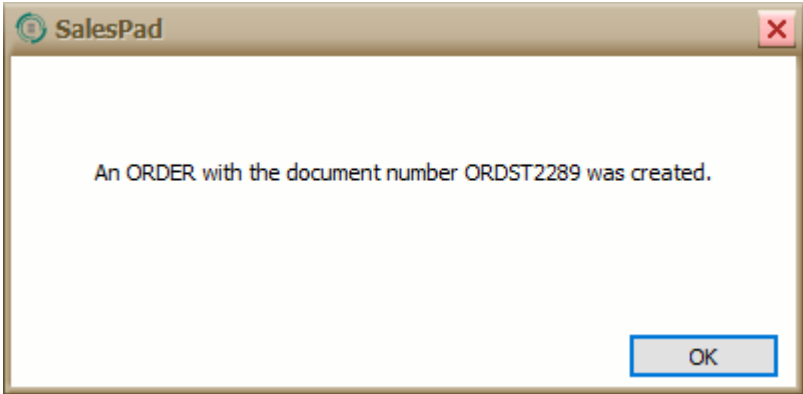 SalesPad
An ORDER with the document number ORDST2289 was created.
OK